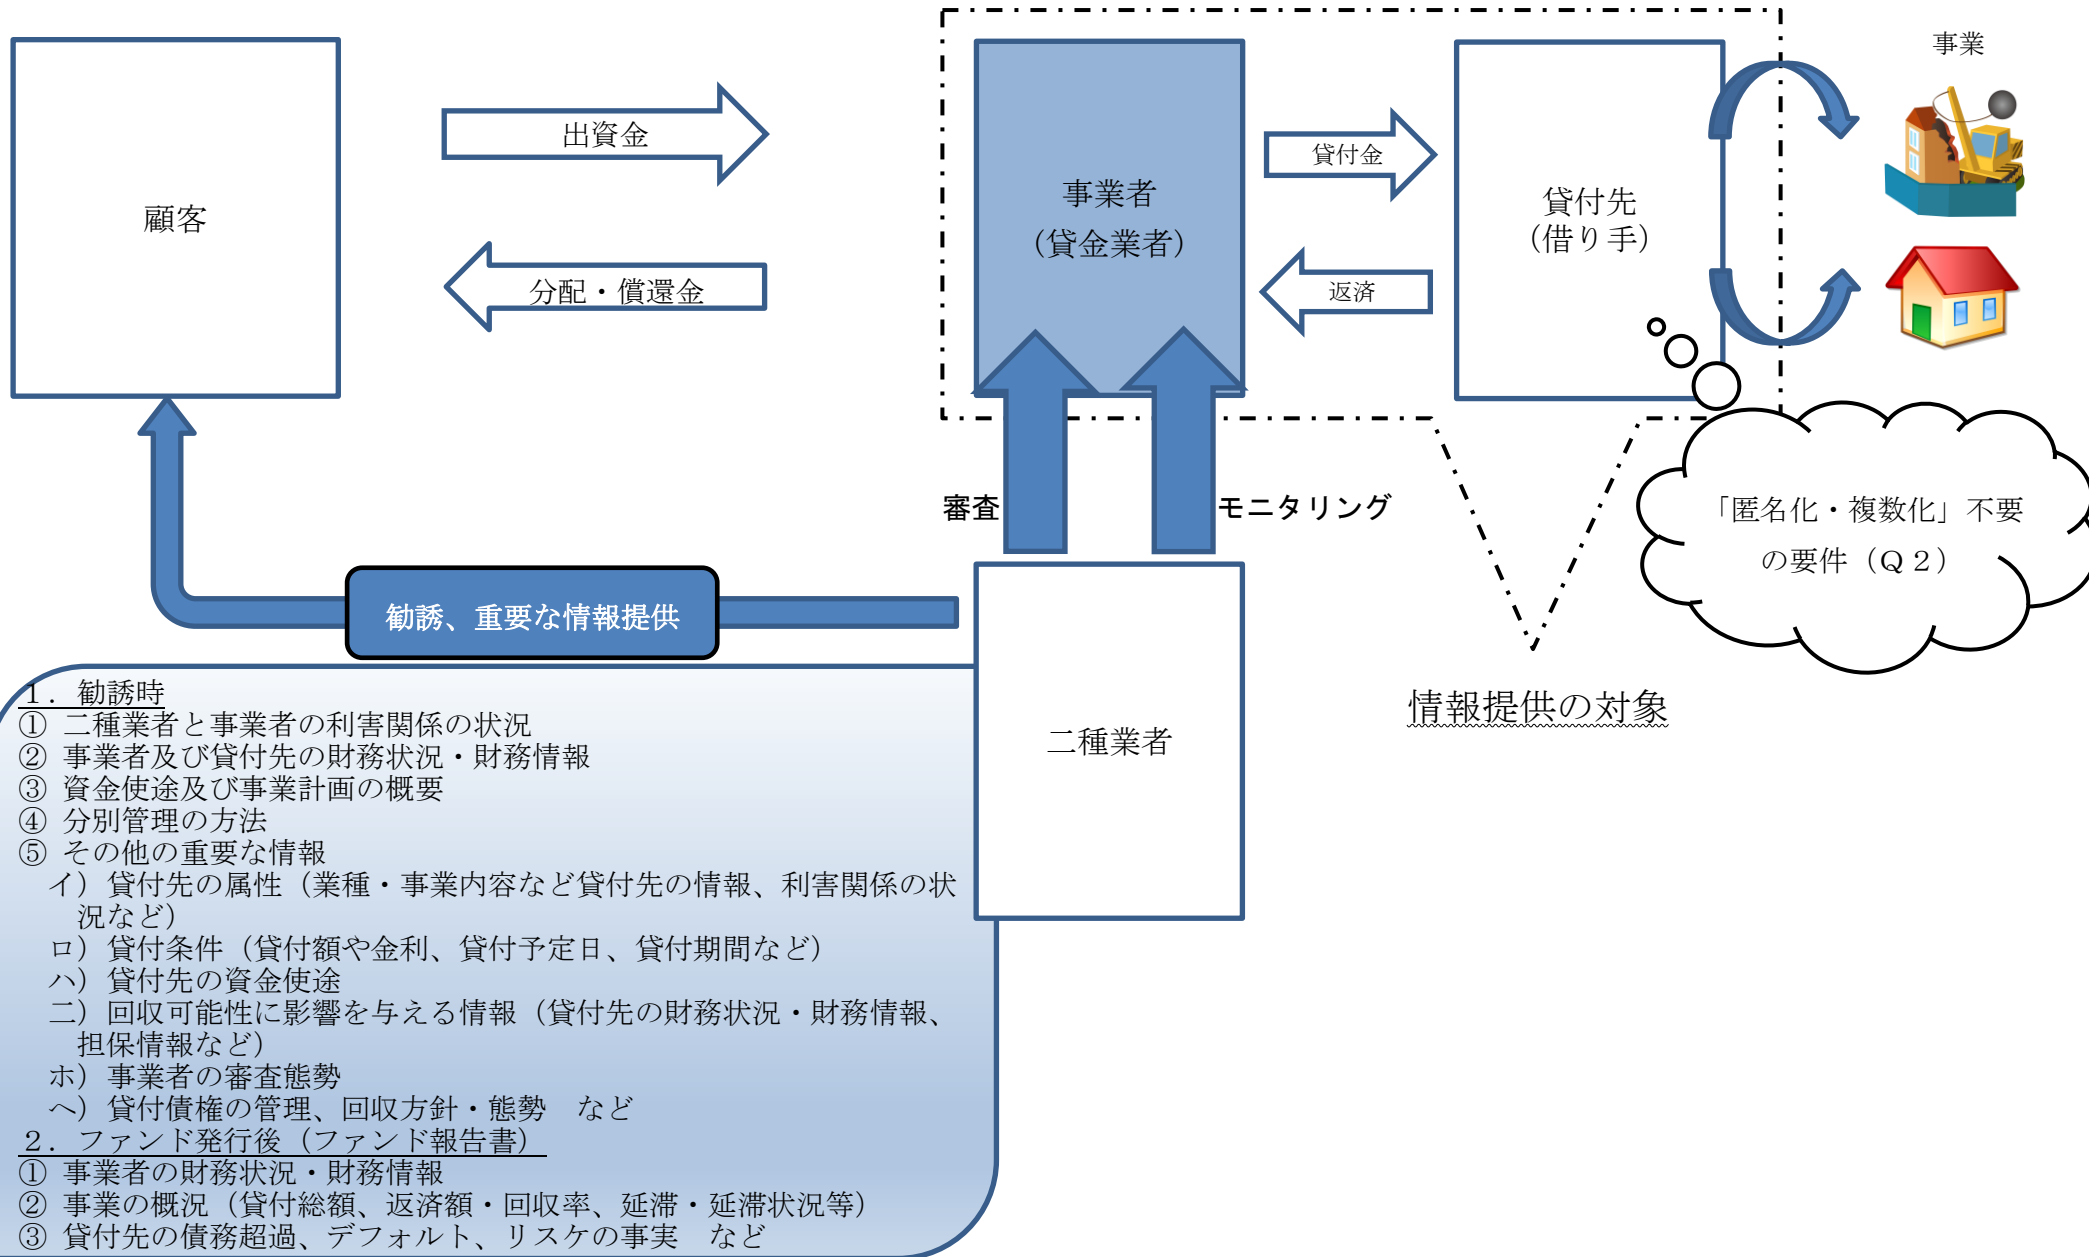 事業
出資金
貸付金
顧客
事業者
（貸金業者）
貸付先
（借り手）
分配・償還金
返済
審査
モニタリング
「匿名化・複数化」不要
の要件（Ｑ２）
勧誘、重要な情報提供
情報提供の対象
二種業者
１．勧誘時
① 二種業者と事業者の利害関係の状況
② 事業者及び貸付先の財務状況・財務情報
③ 資金使途及び事業計画の概要
④ 分別管理の方法
⑤ その他の重要な情報
イ）貸付先の属性（業種・事業内容など貸付先の情報、利害関係の状
況など）
ロ）貸付条件（貸付額や金利、貸付予定日、貸付期間など）
ハ）貸付先の資金使途
二）回収可能性に影響を与える情報（貸付先の財務状況・財務情報、
担保情報など）
ホ）事業者の審査態勢
へ）貸付債権の管理、回収方針・態勢　など
２．ファンド発行後（ファンド報告書）
① 事業者の財務状況・財務情報
② 事業の概況（貸付総額、返済額・回収率、延滞・延滞状況等）
③ 貸付先の債務超過、デフォルト、リスケの事実　など